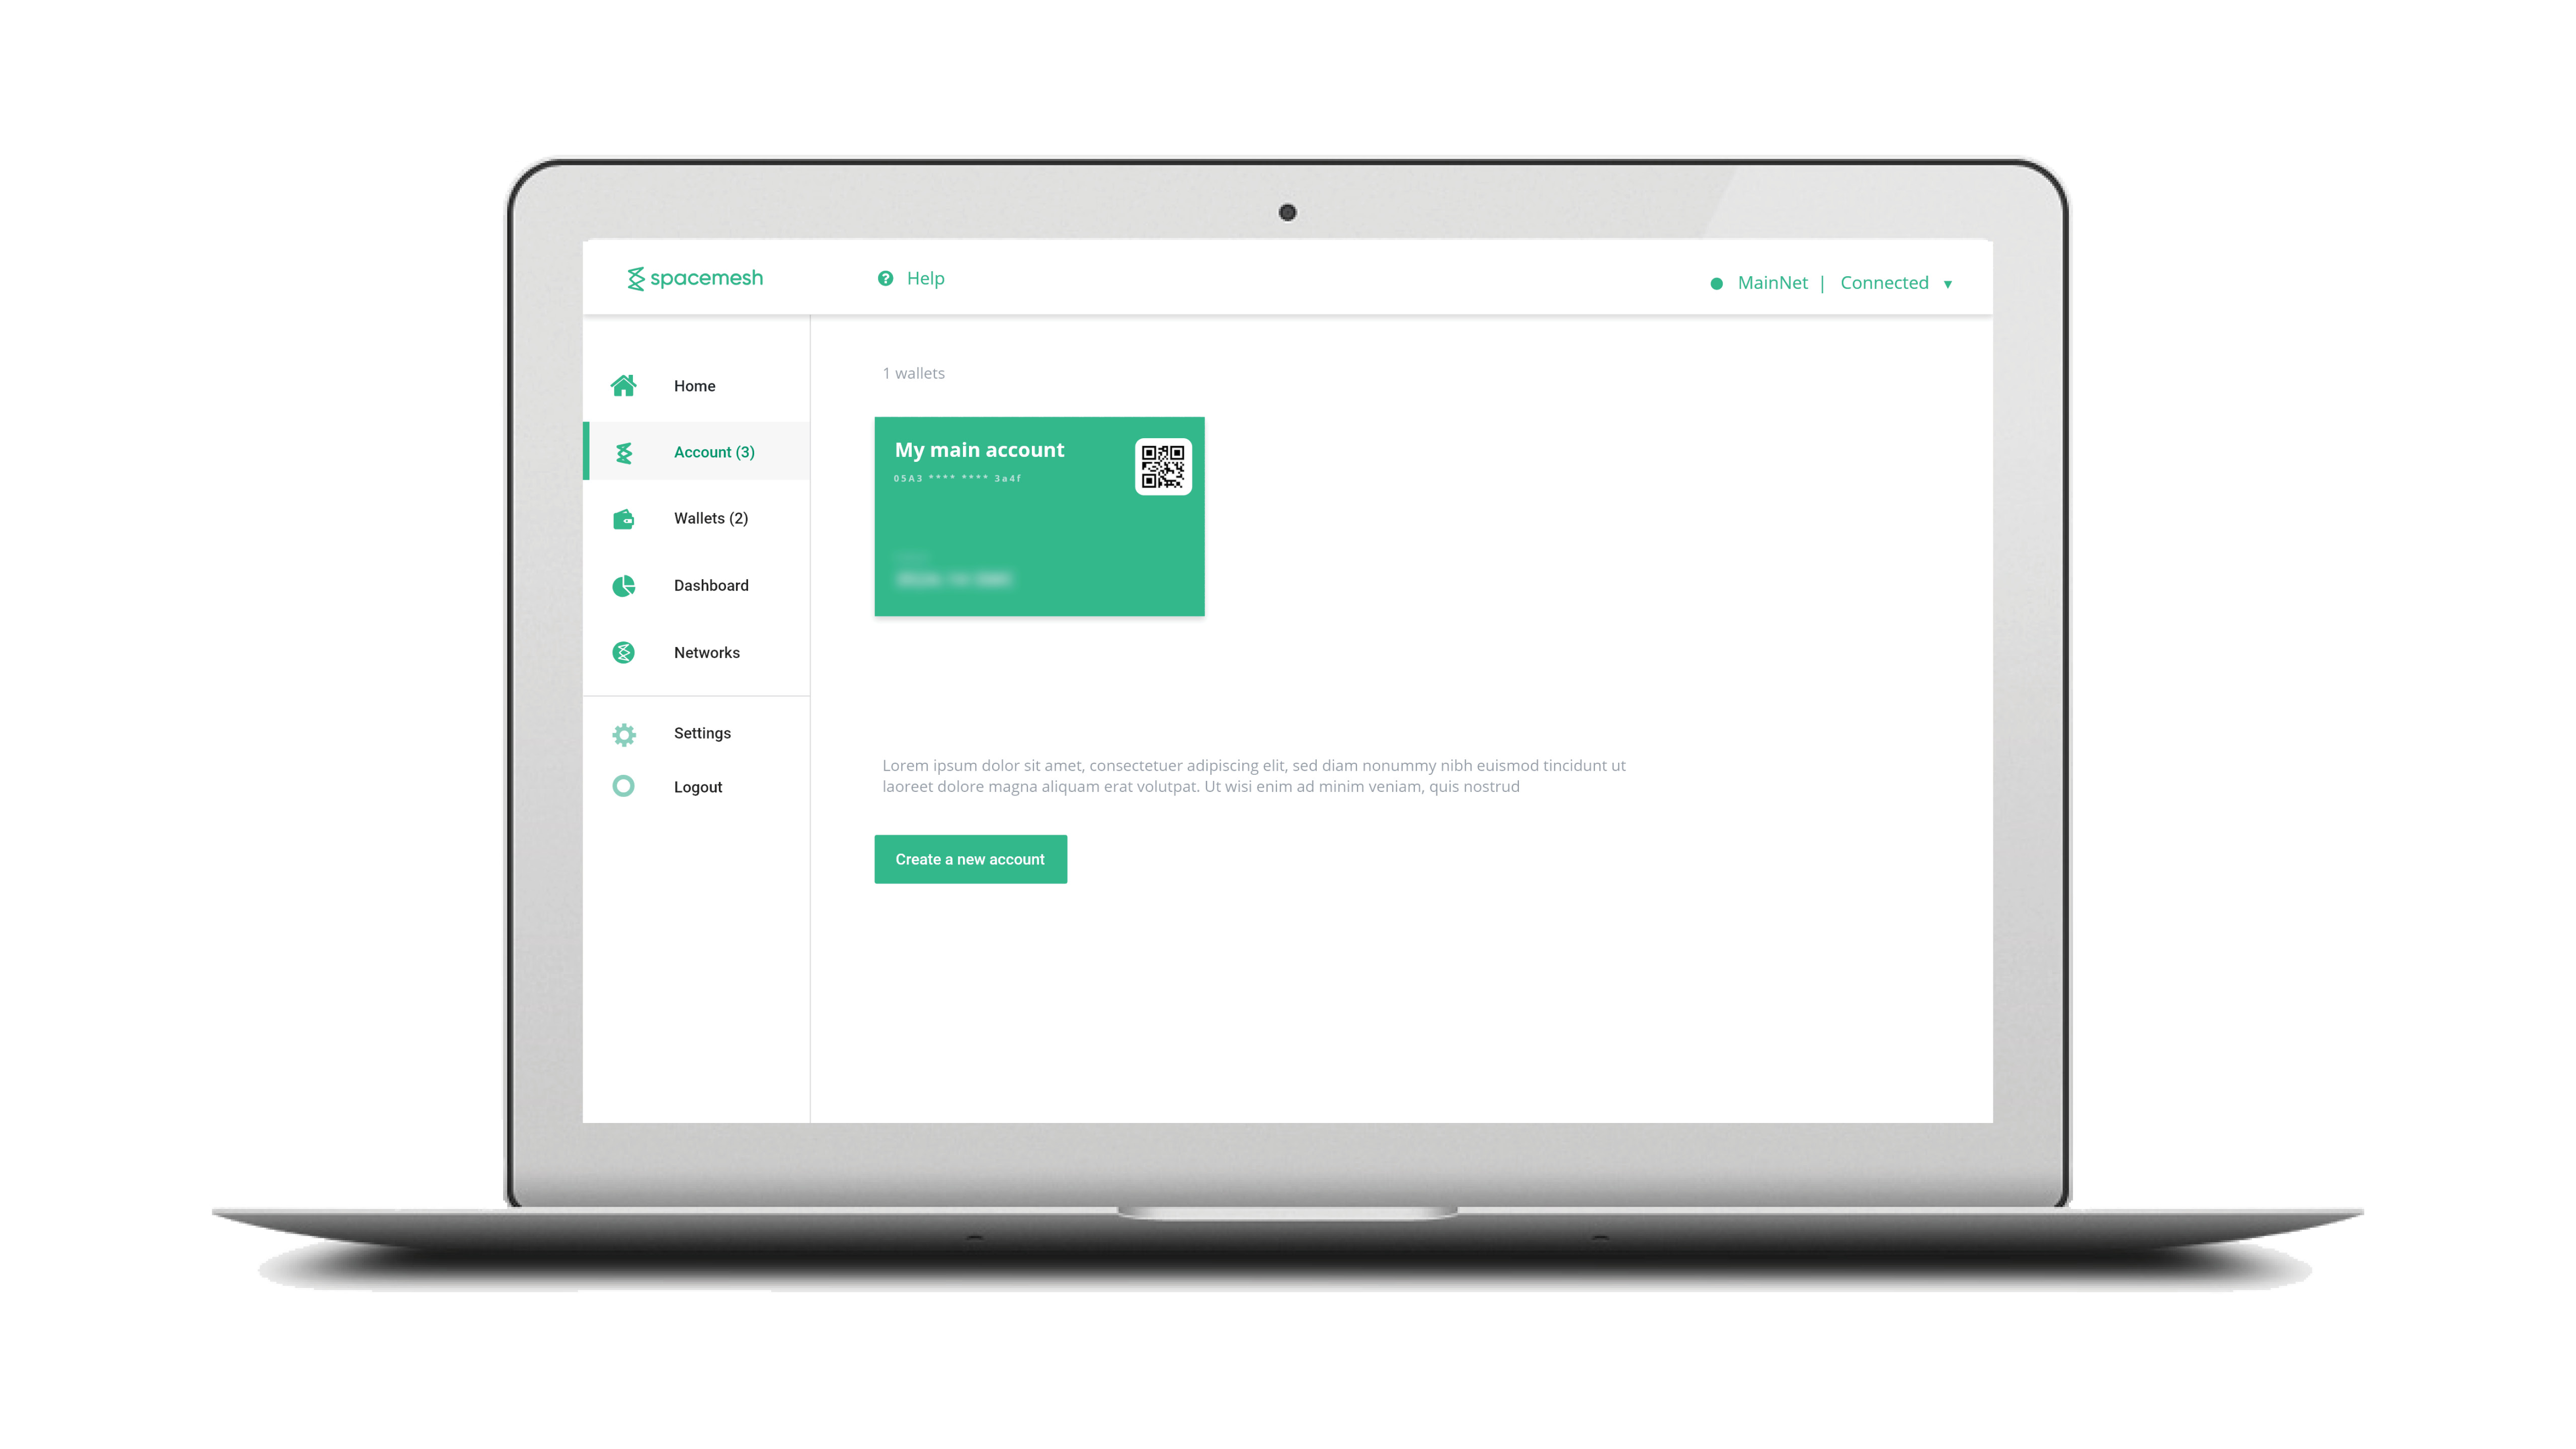 spacemesh
Help
MainNet | Connected ▾
Home
Account (3)
Wallets (2)
Dashboard
Networks
Settings
Logout
1 wallets
My main account
05A3 **** **** 3a4f
Lorem ipsum dolor sit amet, consectetuer adipiscing elit, sed diam nonummy nibh euismod tincidunt ut
laoreet dolore magna aliquam erat volutpat. Ut wisi enim ad minim veniam, quis nostrud
Create a new account